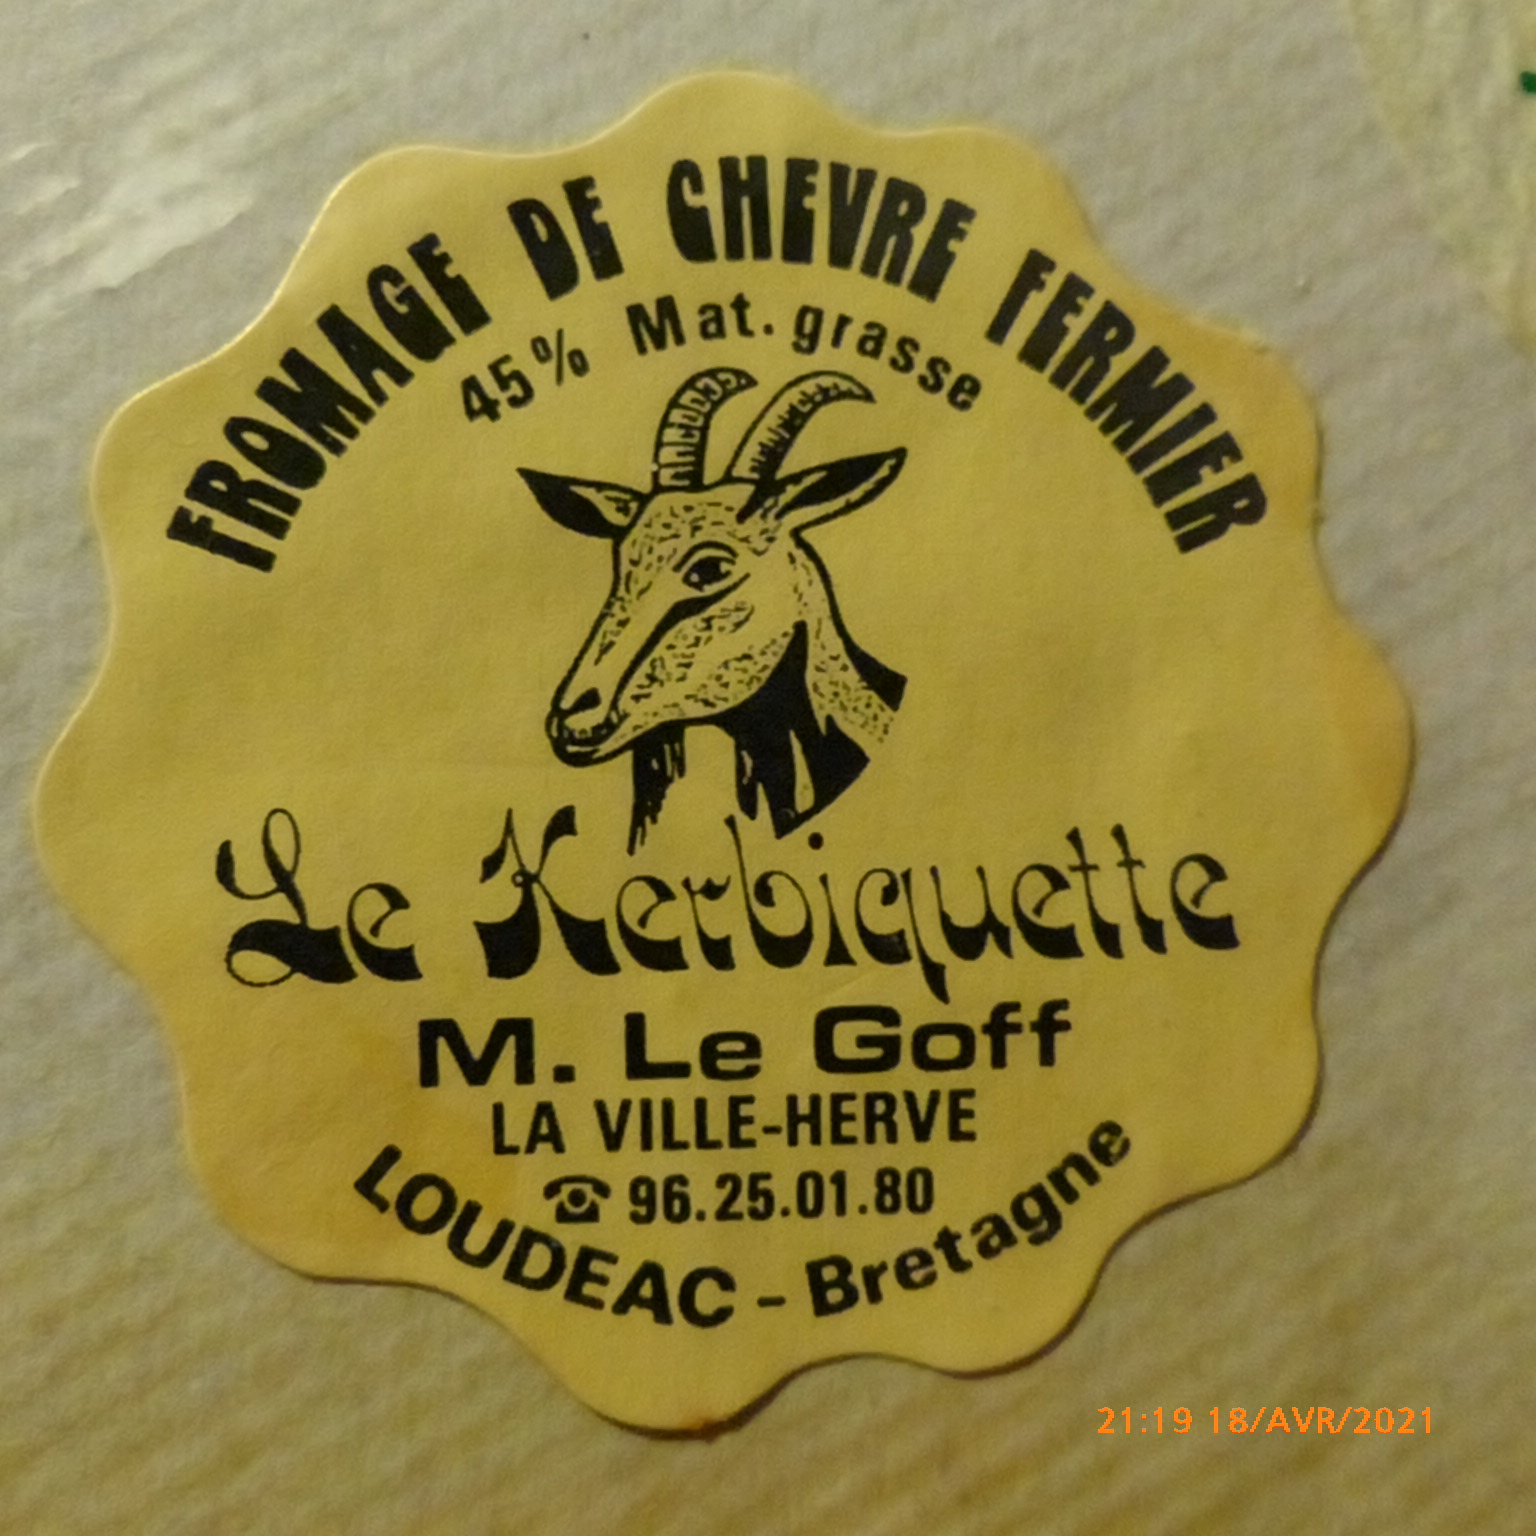 FROMAGE DE CHEVRE FERMIER
45% Mat. grasse
Le Kerbiquette
M. Le Goff
LA VILLE-HERVE
☎ 96.25.01.80
LOUDEAC - Bretagne
21:19 18/AVR/2021